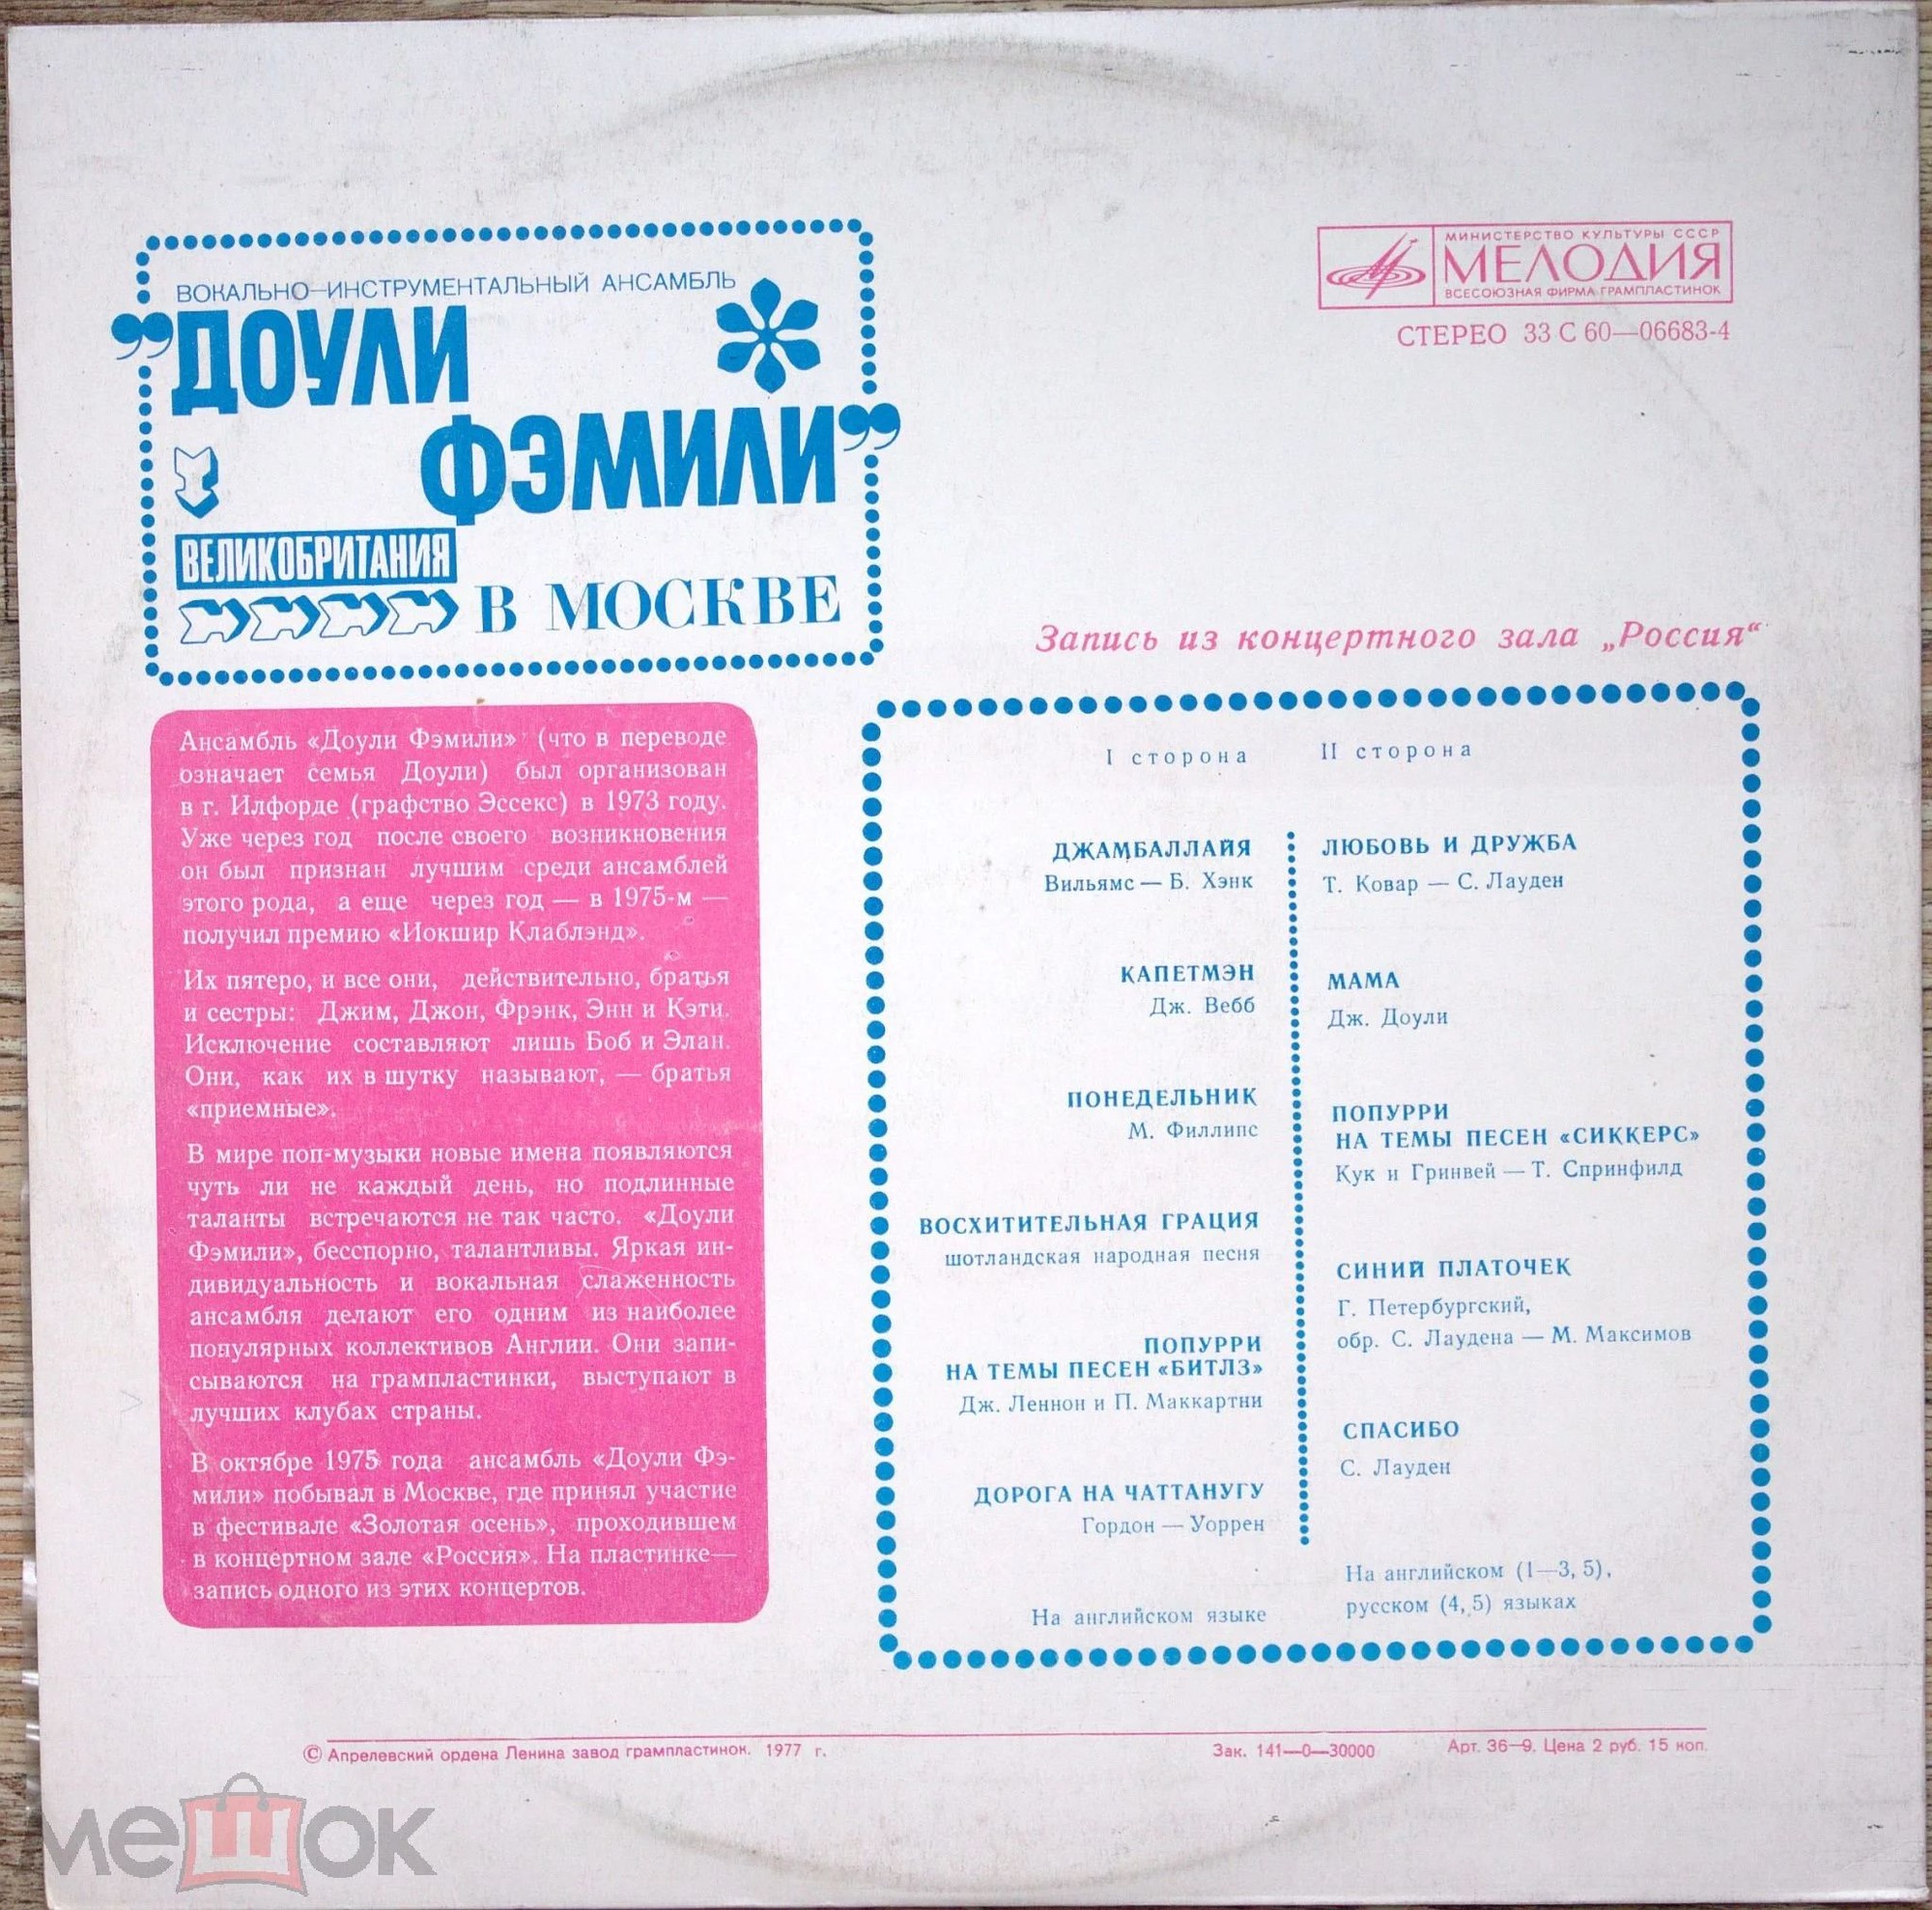 ВОКАЛЬНО-ИНСТРУМЕНТАЛЬНЫЙ АНСАМБЛЬ
"ДОУЛИ
ФЭМИЛИ"
ВЕЛИКОБРИТАНИЯ
В МОСКВЕ
МИНИСТЕРСТВО КУЛЬТУРЫ СССР
МЕЛОДИЯ
ВСЕСОЮЗНАЯ ФИРМА ГРАМПЛАСТИНОК
СТЕРЕО 33 С 60—06683-4
Запись из концертного зала „Россия“
Ансамбль «Доули Фэмили» (что в переводе
означает семья Доули) был организован
в г. Илфорде (графство Эссекс) в 1973 году.
Уже через год после своего возникновения
он был признан лучшим среди ансамблей
этого рода, а еще через год — в 1975-м —
получил премию «Иокшир Клаблэнд».
Их пятеро, и все они, действительно, братья
и сестры: Джим, Джон, Фрэнк, Энн и Кэти.
Исключение составляют лишь Боб и Элан.
Они, как их в шутку называют, — братья
«приемные».
В мире поп-музыки новые имена появляются
чуть ли не каждый день, но подлинные
таланты встречаются не так часто. «Доули
Фэмили», бесспорно, талантливы. Яркая ин-
дивидуальность и вокальная слаженность
ансамбля делают его одним из наиболее
популярных коллективов Англии. Они запи-
сываются на грампластинки, выступают в
лучших клубах страны.
В октябре 1975 года ансамбль «Доули Фэ-
мили» побывал в Москве, где принял участие
в фестивале «Золотая осень», проходившем
в концертном зале «Россия». На пластинке—
запись одного из этих концертов.
I сторона
ДЖАМБАЛЛАЙЯ
Вильямс — Б. Хэнк
КАПЕТМЭН
Дж. Вебб
ПОНЕДЕЛЬНИК
М. Филлипс
ВОСХИТИТЕЛЬНАЯ ГРАЦИЯ
шотландская народная песня
ПОПУРРИ
НА ТЕМЫ ПЕСЕН «БИТЛЗ»
Дж. Леннон и П. Маккартни
ДОРОГА НА ЧАТТАНУГУ
Гордон — Уоррен
На английском языке
II сторона
ЛЮБОВЬ И ДРУЖБА
Т. Ковар — С. Лауден
МАМА
Дж. Доули
ПОПУРРИ
НА ТЕМЫ ПЕСЕН «СИККЕРС»
Кук и Гринвей — Т. Спринфилд
СИНИЙ ПЛАТОЧЕК
Г. Петербургский,
обр. С. Лаудена — М. Максимов
СПАСИБО
С. Лауден
На английском (1—3, 5),
русском (4, 5) языках
© Апрелевский ордена Ленина завод грампластинок. 1977 г.
Зак. 141—0—30000
Арт. 36—9. Цена 2 руб. 15 коп.
мешок